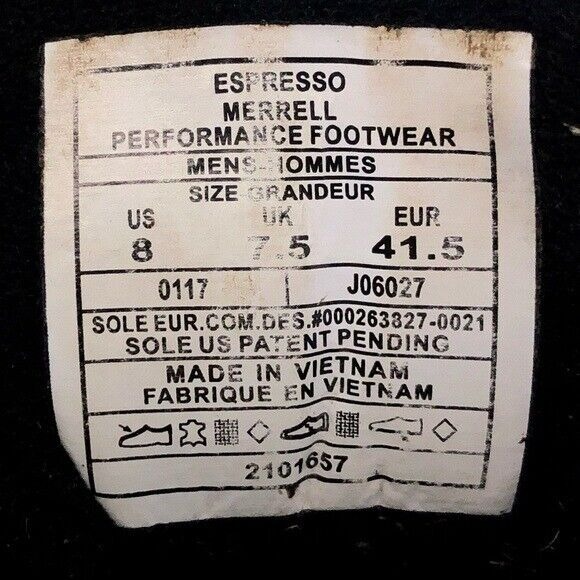 ESPRESSO
MERRELL
PERFORMANCE FOOTWEAR
MENS-HOMMES
SIZE GRANDEUR
US UK EUR
8 7.5 41.5
0117 J06027
SOLE EUR.COM.DES.#000263827-0021
SOLE US PATENT PENDING
MADE IN VIETNAM
FABRIQUE EN VIETNAM
2101657